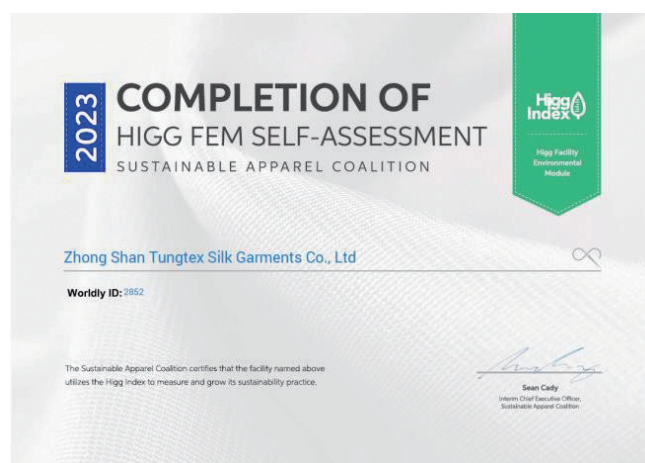 2023
COMPLETION OF
HIGG FEM SELF-ASSESSMENT
SUSTAINABLE APPAREL COALITION
Higg
Index
Higg Facility
Environmental
Module
Zhong Shan Tungtex Silk Garments Co., Ltd
Worldly ID: 2852
The Sustainable Apparel Coalition certifies that the facility named above
utilizes the Higg Index to measure and grow its sustainability practice.
Sean Cady
Interim Chief Executive Officer,
Sustainable Apparel Coalition